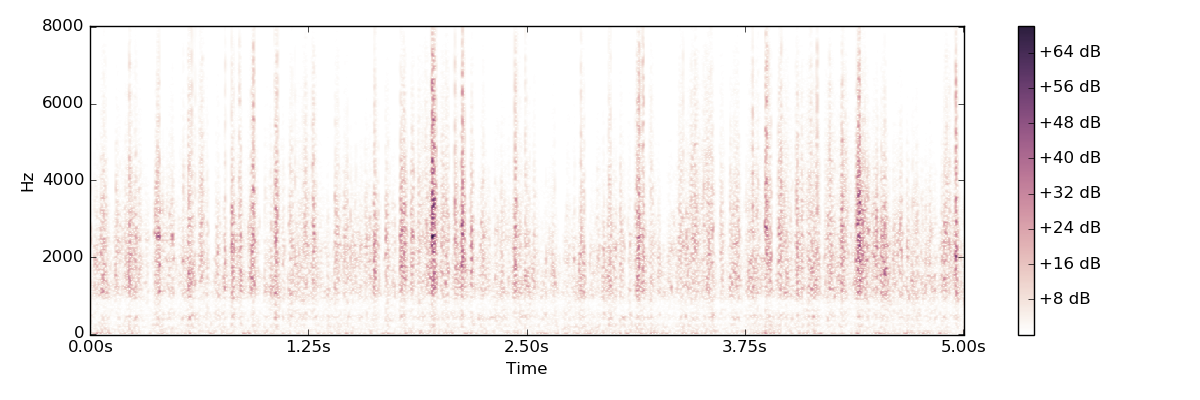 8000
6000
4000
2000
0
Hz
0.00s
1.25s
2.50s
3.75s
5.00s
Time
+64 dB
+56 dB
+48 dB
+40 dB
+32 dB
+24 dB
+16 dB
+8 dB